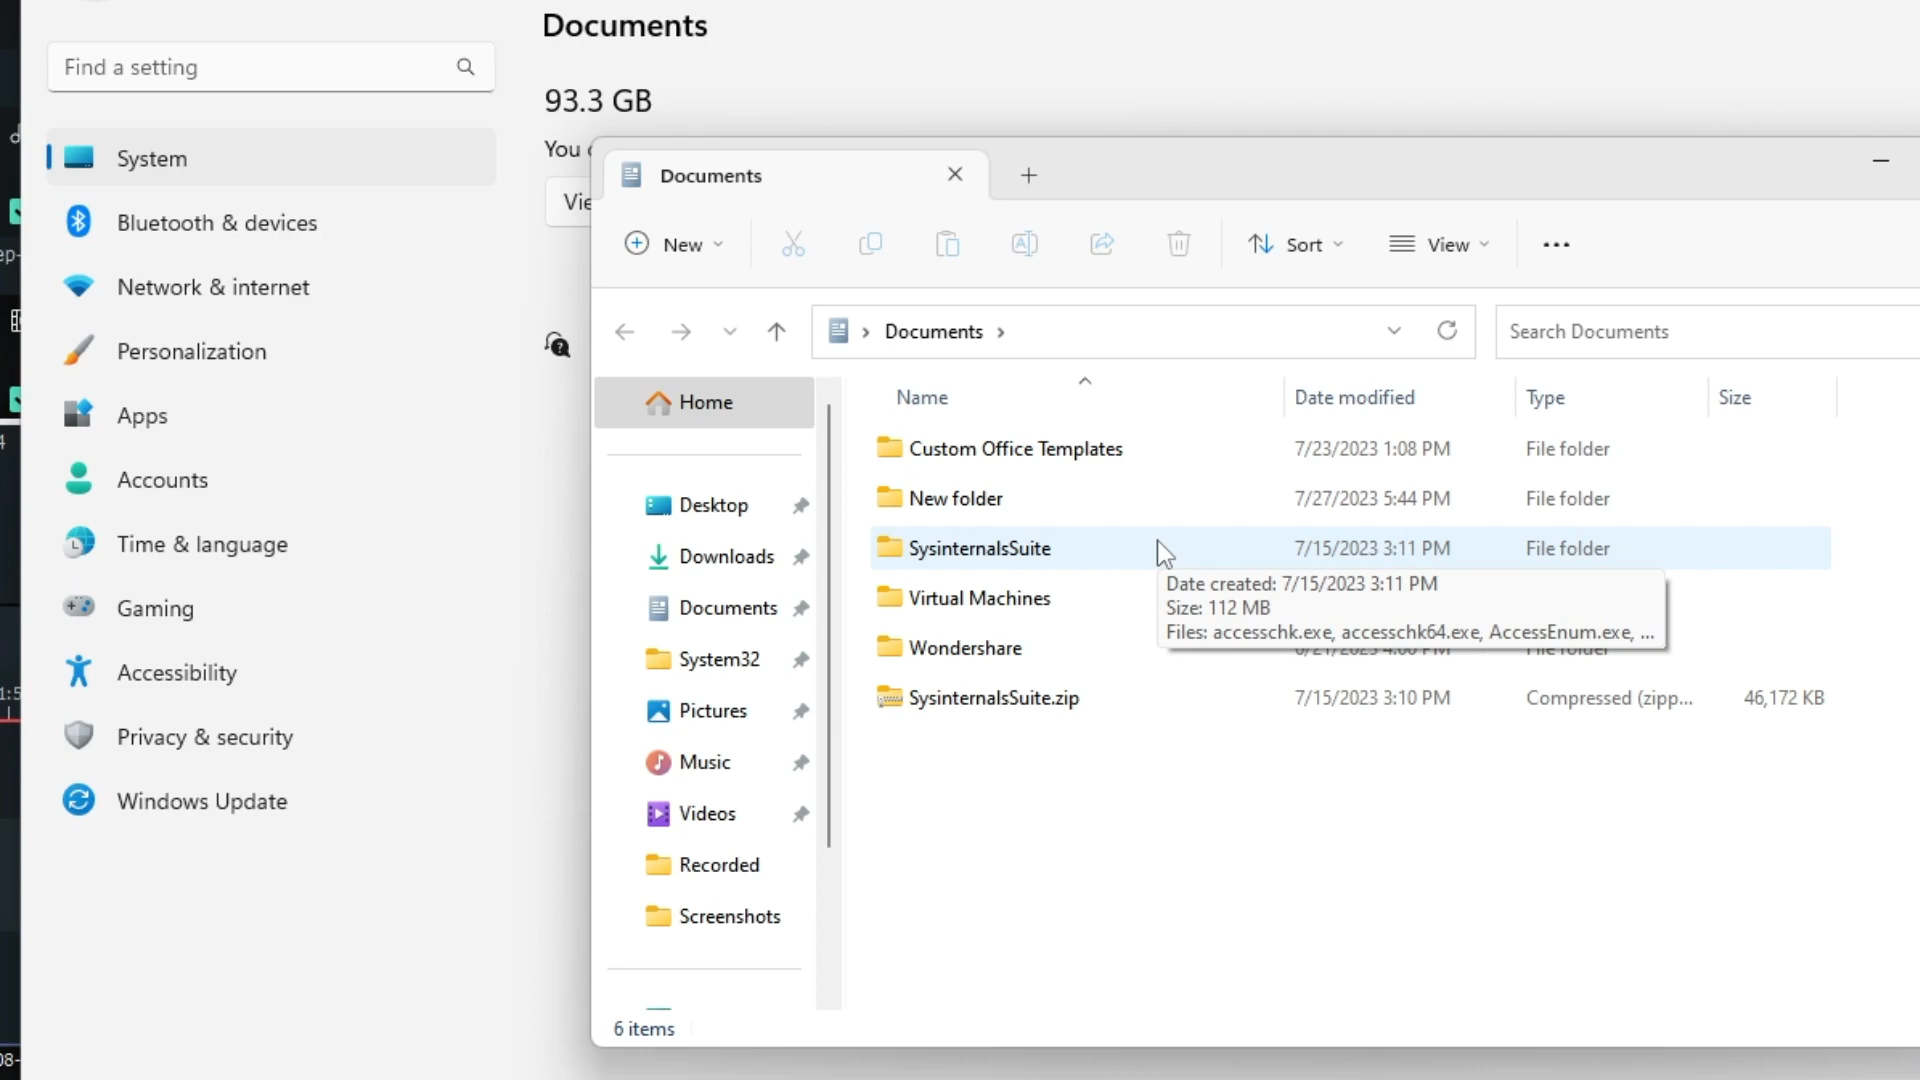 Documents
Find a setting
93.3 GB
You
Vie
System
Bluetooth & devices
Network & internet
Personalization
Apps
Accounts
Time & language
Gaming
Accessibility
Privacy & security
Windows Update
Documents
New
Sort
View
Documents
Search Documents
Home
Desktop
Downloads
Documents
System32
Pictures
Music
Videos
Recorded
Screenshots
Name Date modified Type Size
Custom Office Templates 7/23/2023 1:08 PM File folder
New folder 7/27/2023 5:44 PM File folder
SysinternalsSuite 7/15/2023 3:11 PM File folder
Date created: 7/15/2023 3:11 PM
Size: 112 MB
Files: accesschk.exe, accesschk64.exe, AccessEnum.exe, ...
Virtual Machines
Wondershare
SysinternalsSuite.zip 7/15/2023 3:10 PM Compressed (zipp... 46,172 KB
6 items